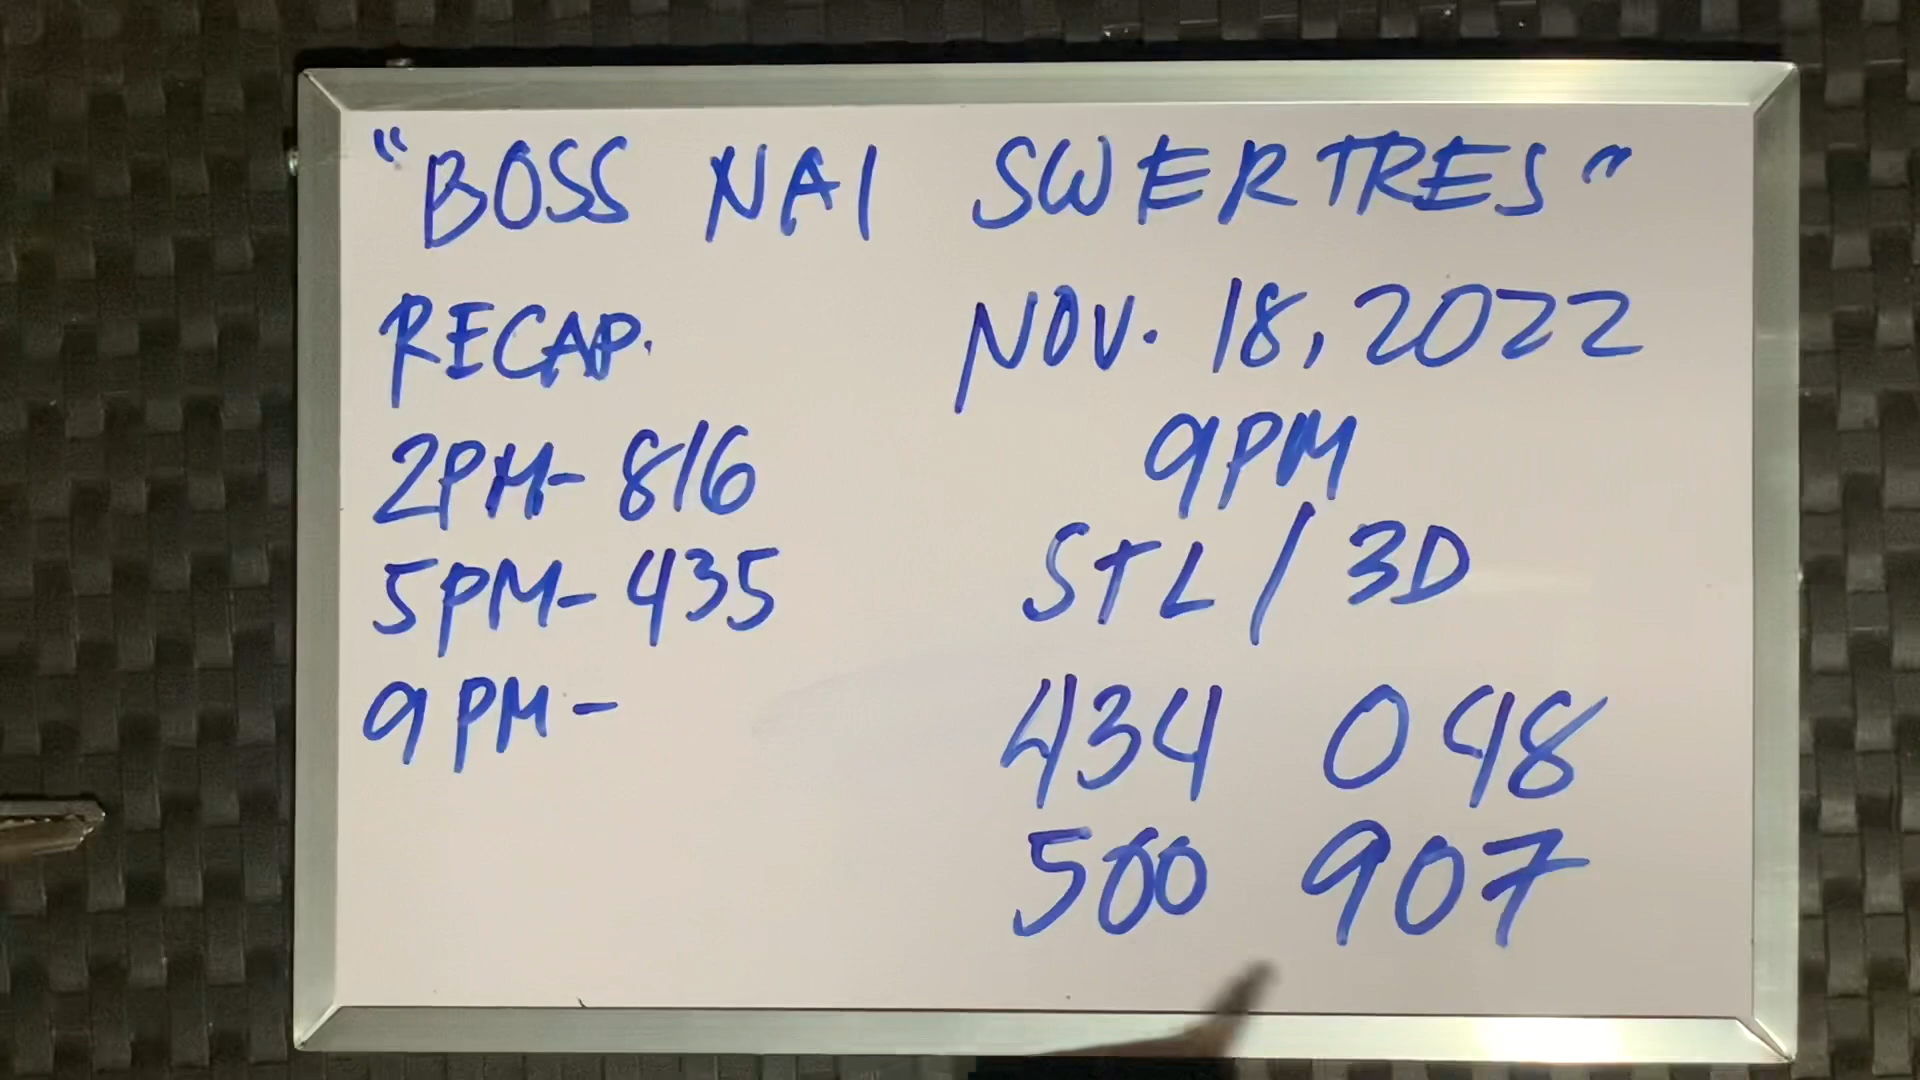 "BOSS NAI SWERTRES"
RECAP.
2PM- 816
5PM- 435
9PM-
NOV. 18, 2022
9PM
STL / 3D
434 048
500 907